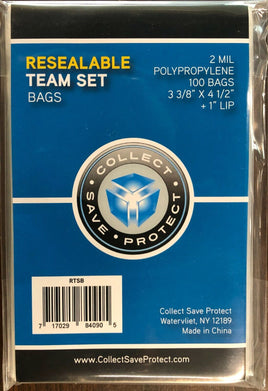 RESEALABLE
TEAM SET
BAGS
2 MIL
POLYPROPYLENE
100 BAGS
3 3/8" X 4 1/2"
+ 1" LIP
COLLECT
• SAVE • PROTECT •
RTSB
7 17029 84090 5
Collect Save Protect
Watervliet, NY 12189
Made in China
www.CollectSaveProtect.com